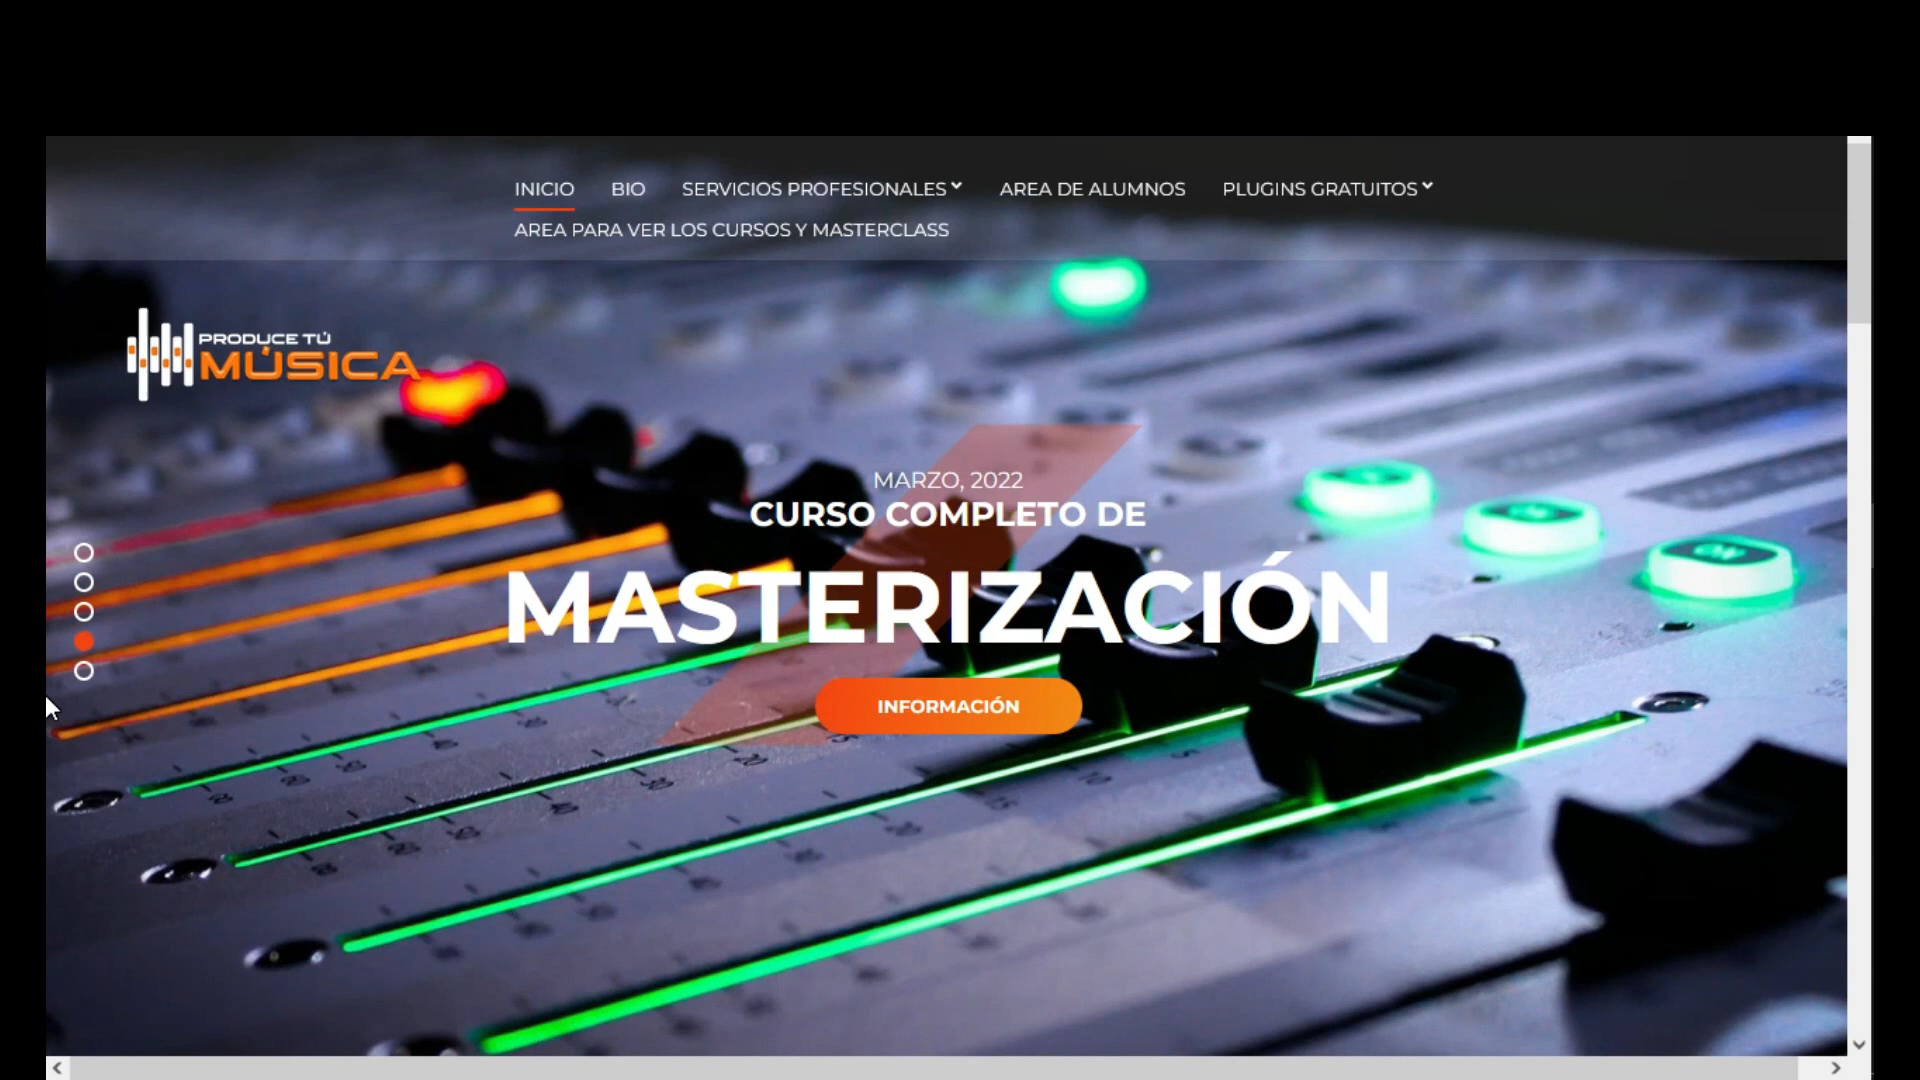 INICIO BIO SERVICIOS PROFESIONALES AREA DE ALUMNOS PLUGINS GRATUITOS
AREA PARA VER LOS CURSOS Y MASTERCLASS
PRODUCE TÚ
MÚSICA
MARZO, 2022
CURSO COMPLETO DE
MASTERIZACIÓN
INFORMACIÓN